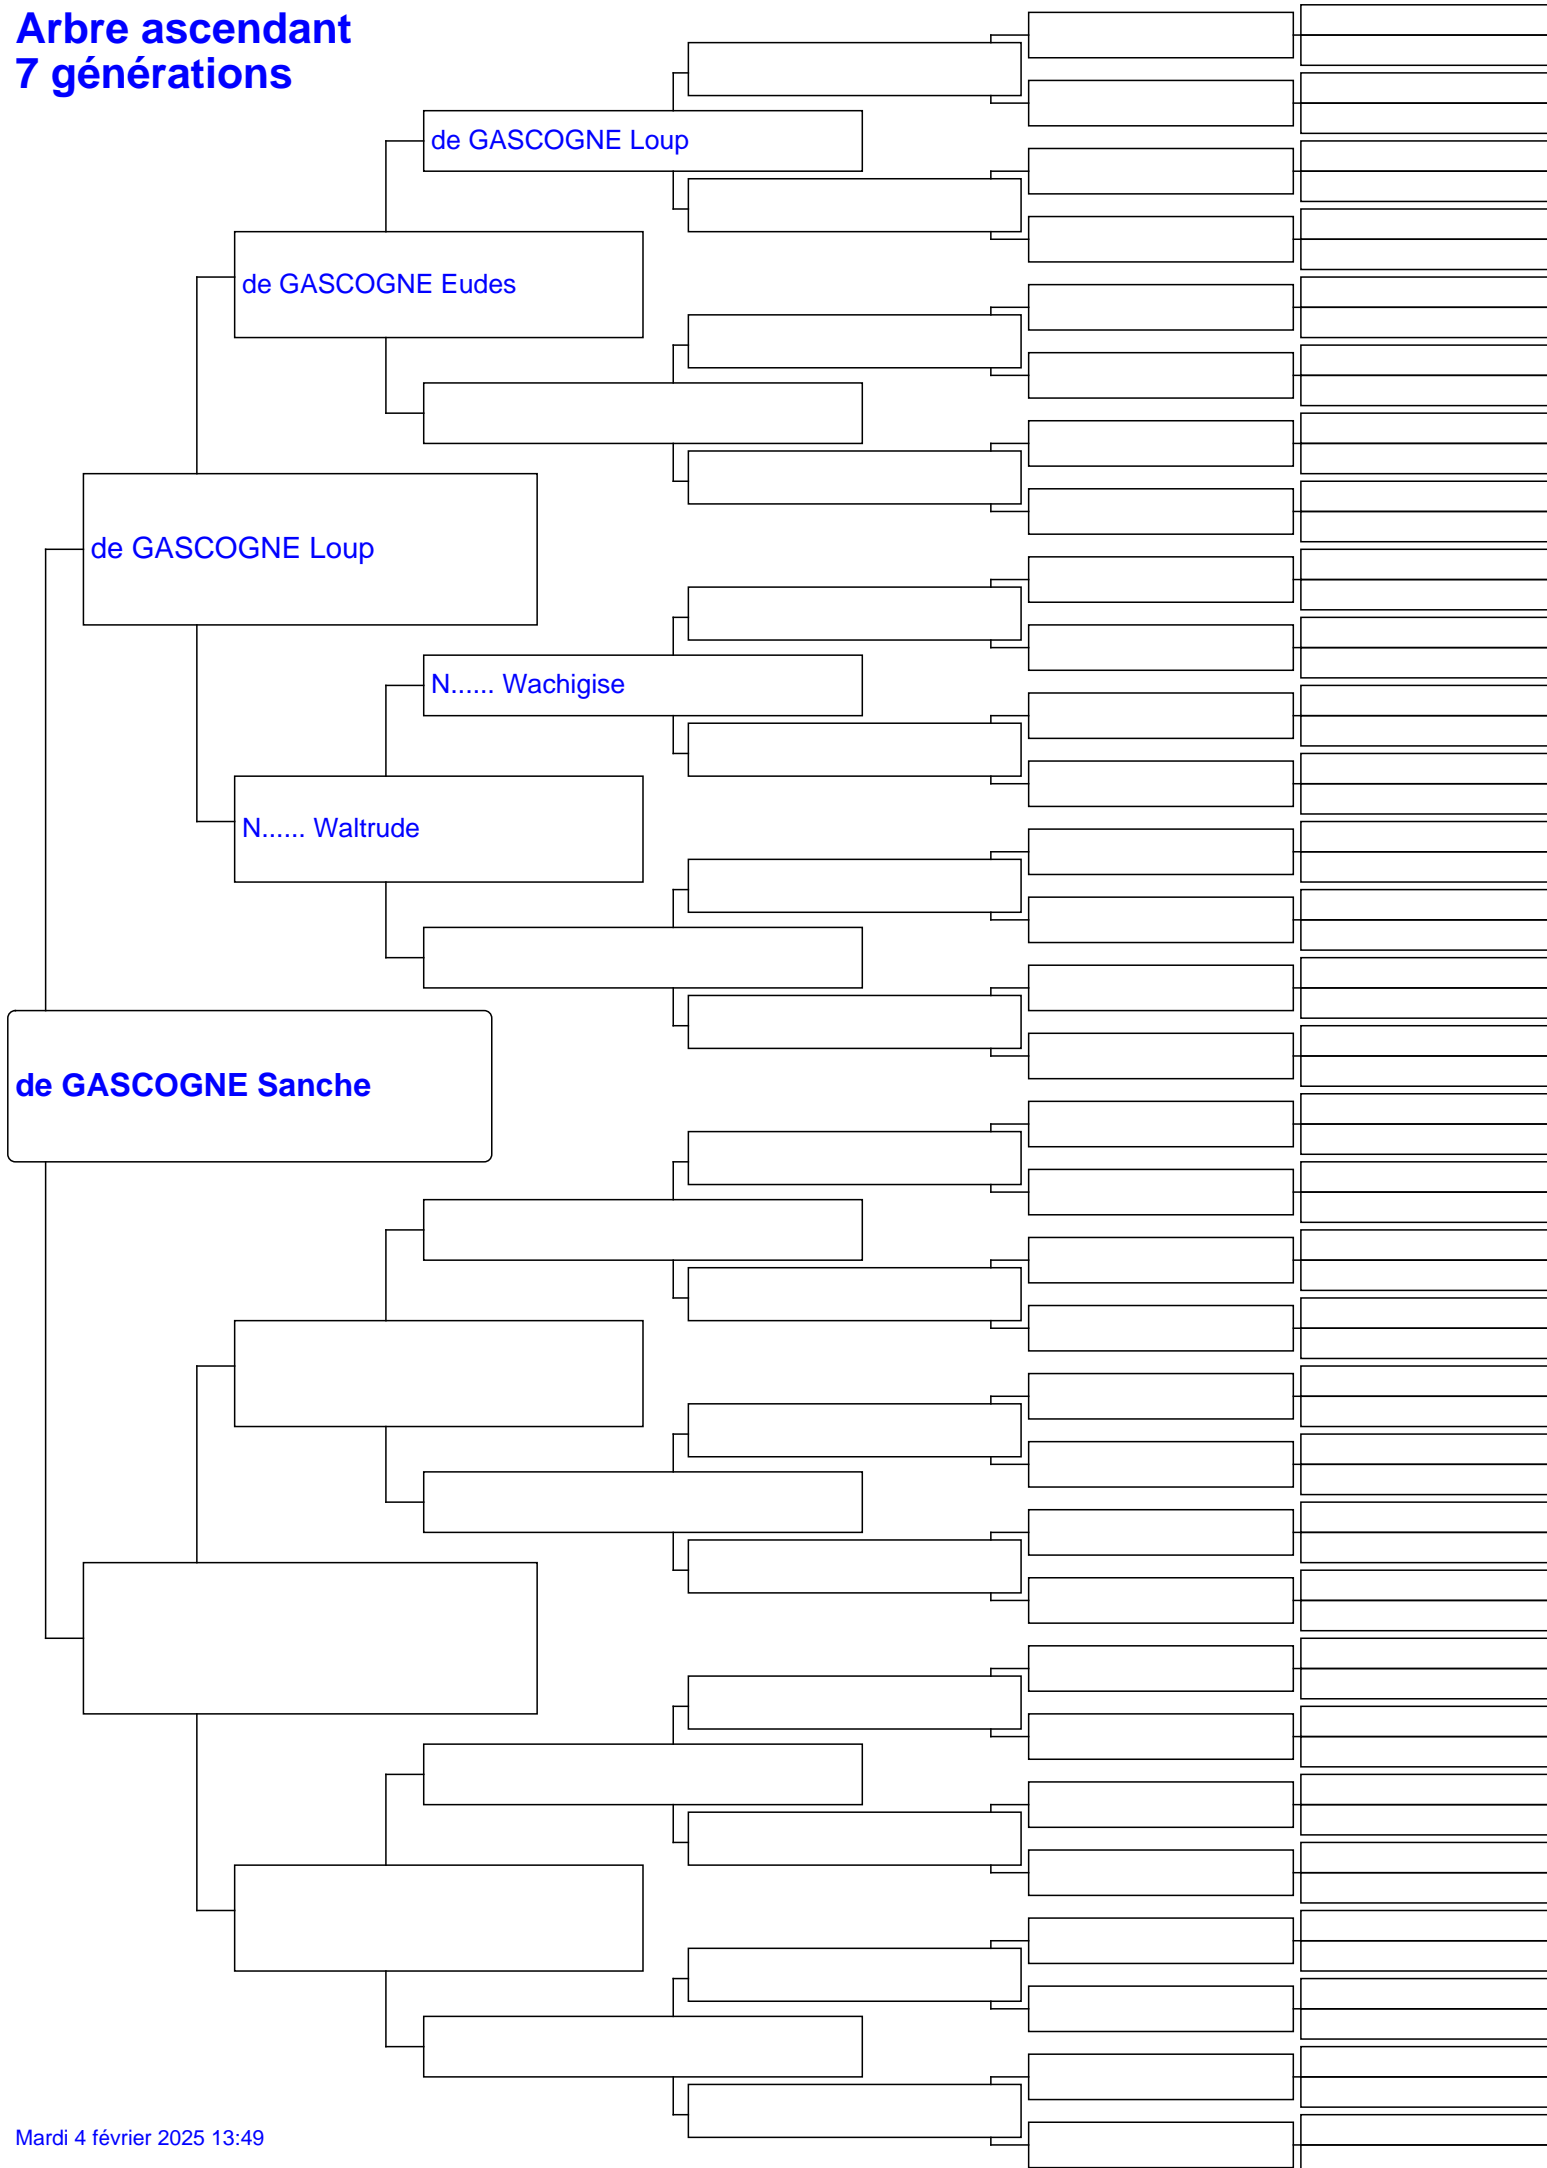 Arbre ascendant
7 générations
de GASCOGNE Loup
de GASCOGNE Eudes
de GASCOGNE Loup
N...... Wachigise
N...... Waltrude
de GASCOGNE Sanche
Mardi 4 février 2025 13:49